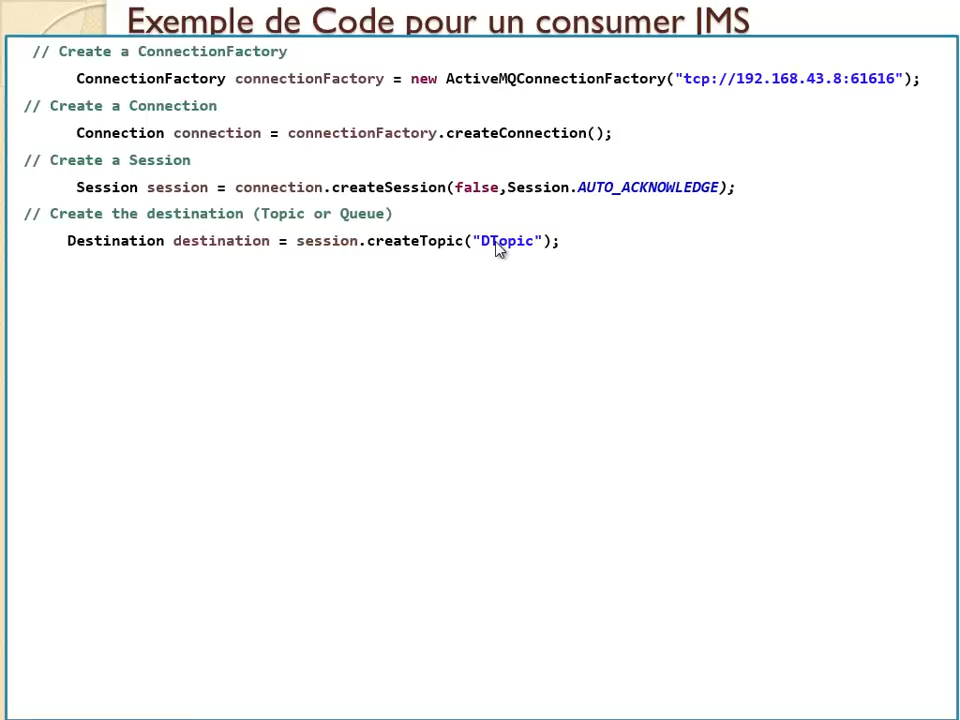 Exemple de Code pour un consumer JMS
// Create a ConnectionFactory
ConnectionFactory connectionFactory = new ActiveMQConnectionFactory("tcp://192.168.43.8:61616");
// Create a Connection
Connection connection = connectionFactory.createConnection();
// Create a Session
Session session = connection.createSession(false,Session.AUTO_ACKNOWLEDGE);
// Create the destination (Topic or Queue)
Destination destination = session.createTopic("DTopic");